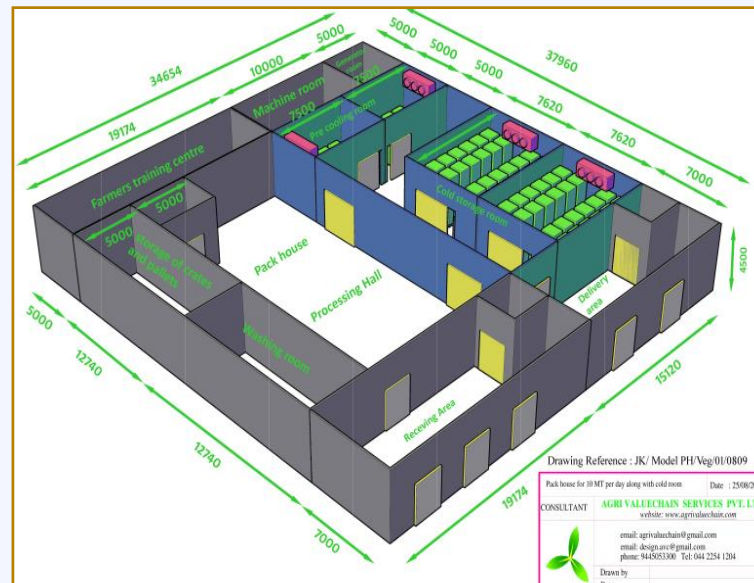 5000
5000
5000
5000
37960
34654
10000
Generator
room
7500
7620
Machine room
7500
7620
19174
Pre cooling room
7000
Farmers training centre
Cold storage room
4500
5000
5000
storage of crates
and pallets
Pack house
Delivery
area
Processing Hall
5000
12740
Washing room
15120
Receving Area
12740
19174
7000
Drawing Reference : JK/ Model PH/Veg/01/0809
Pack house for 10 MT per day along with cold room
Date : 25/08/20
CONSULTANT
AGRI VALUECHAIN SERVICES PVT. LT
website: www.agrivaluechain.com
email: agrivaluechain@gmail.com
email: design.avc@gmail.com
phone: 9445053300 Tel: 044 2254 1204
Drawn by